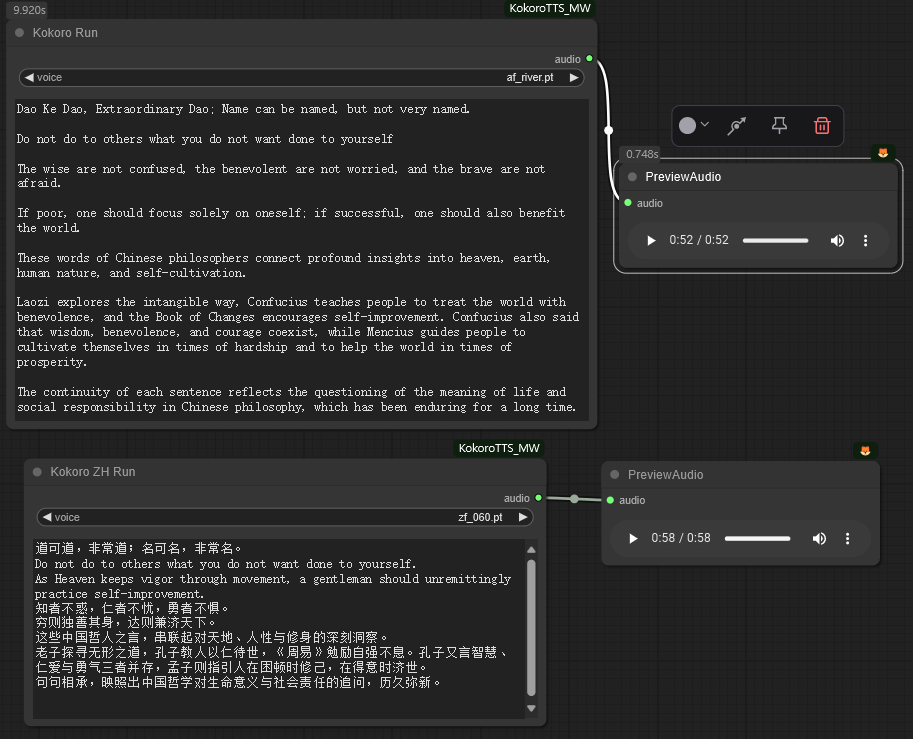 9.920s
KokoroTTS_MW
Kokoro Run
audio
voice
af_river.pt
Dao Ke Dao, Extraordinary Dao; Name can be named, but not very named.
Do not do to others what you do not want done to yourself
The wise are not confused, the benevolent are not worried, and the brave are not
afraid.
If poor, one should focus solely on oneself; if successful, one should also benefit
the world.
These words of Chinese philosophers connect profound insights into heaven, earth,
human nature, and self-cultivation.
Laozi explores the intangible way, Confucius teaches people to treat the world with
benevolence, and the Book of Changes encourages self-improvement. Confucius also said
that wisdom, benevolence, and courage coexist, while Mencius guides people to
cultivate themselves in times of hardship and to help the world in times of
prosperity.
The continuity of each sentence reflects the questioning of the meaning of life and
social responsibility in Chinese philosophy, which has been enduring for a long time.
0.748s
PreviewAudio
audio
0:52 / 0:52
KokoroTTS_MW
Kokoro ZH Run
audio
voice
zf_060.pt
道可道，非常道；名可名，非常名。
Do not do to others what you do not want done to yourself.
As Heaven keeps vigor through movement, a gentleman should unremittingly
practice self-improvement.
知者不惑，仁者不忧，勇者不惧。
穷则独善其身，达则兼济天下。
这些中国哲人之言，串联起对天地、人性与修身的深刻洞察。
老子探寻无形之道，孔子教人以仁待世，《周易》勉励自强不息。孔子又言智慧、
仁爱与勇气三者并存，孟子则指引人在困顿时修己，在得意时济世。
句句相承，映照出中国哲学对生命意义与社会责任的追问，历久弥新。
PreviewAudio
audio
0:58 / 0:58